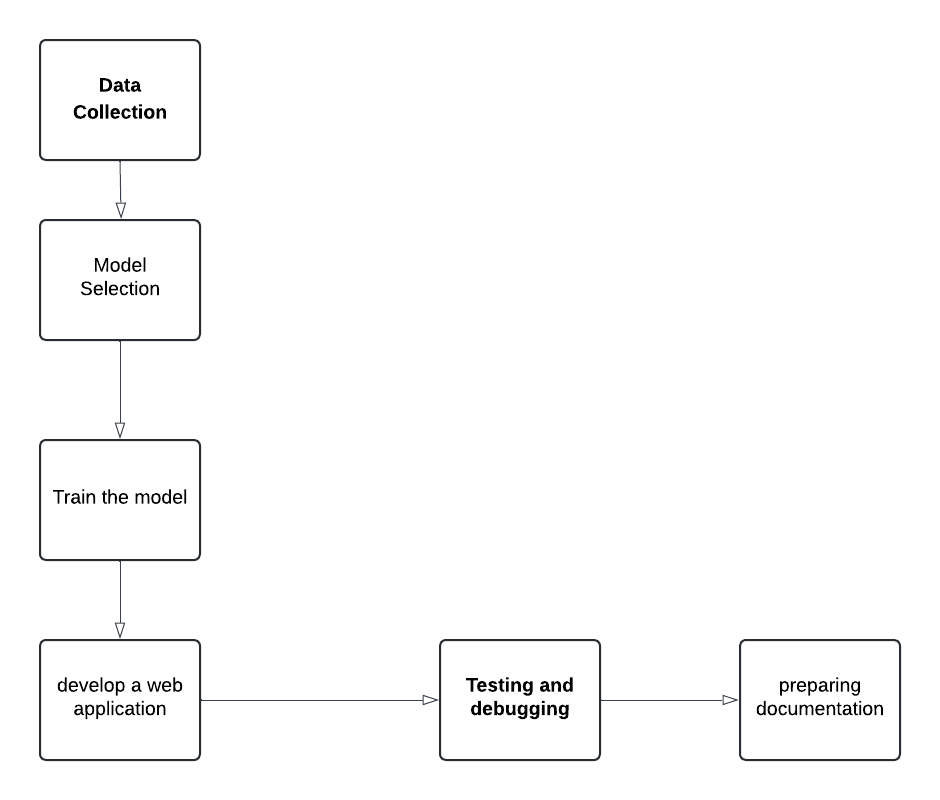 Data
Collection
Model
Selection
Train the model
develop a web
application
Testing and
debugging
preparing
documentation